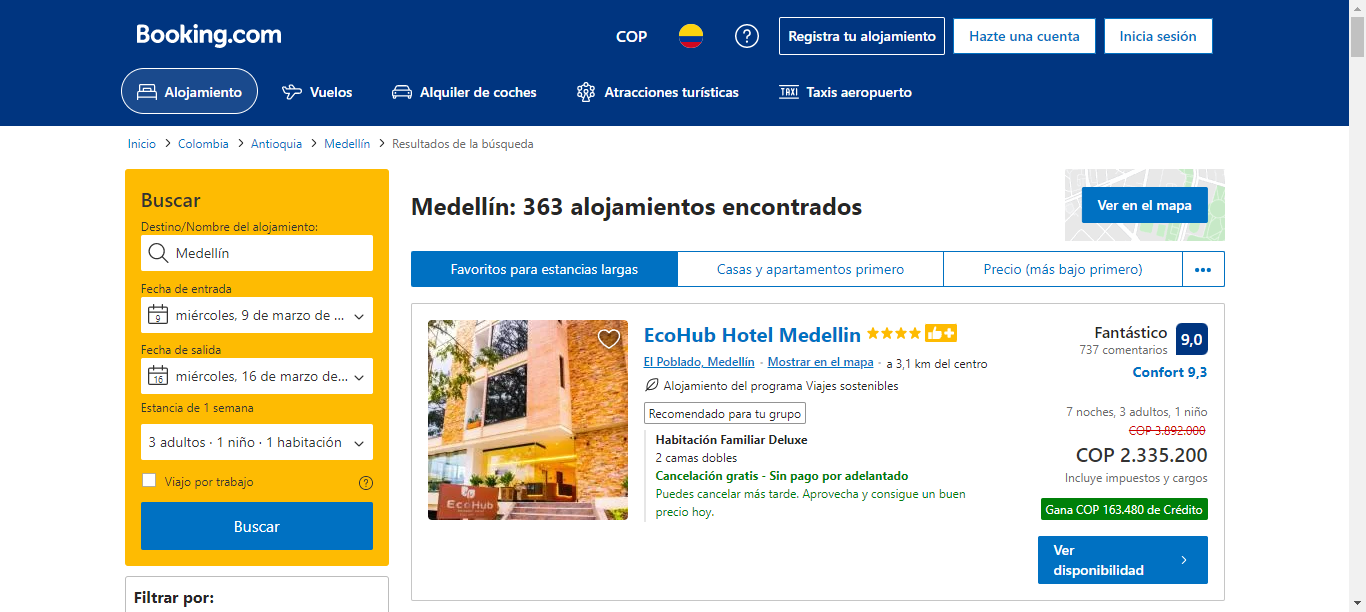 Booking.com
COP
Registra tu alojamiento
Hazte una cuenta
Inicia sesión
Alojamiento
Vuelos
Alquiler de coches
Atracciones turísticas
TAXI Taxis aeropuerto
Inicio > Colombia > Antioquia > Medellín > Resultados de la búsqueda
Buscar
Destino/Nombre del alojamiento:
Medellín
Fecha de entrada
9 miércoles, 9 de marzo de ...
Fecha de salida
16 miércoles, 16 de marzo de...
Estancia de 1 semana
3 adultos · 1 niño · 1 habitación
Viajo por trabajo
Buscar
Filtrar por:
Medellín: 363 alojamientos encontrados
Ver en el mapa
Favoritos para estancias largas
Casas y apartamentos primero
Precio (más bajo primero)
EcoHub
EcoHub Hotel Medellin
El Poblado, Medellín · Mostrar en el mapa · a 3,1 km del centro
Alojamiento del programa Viajes sostenibles
Recomendado para tu grupo
Habitación Familiar Deluxe
2 camas dobles
Cancelación gratis - Sin pago por adelantado
Puedes cancelar más tarde. Aprovecha y consigue un buen
precio hoy.
Fantástico
737 comentarios
9,0
Confort 9,3
7 noches, 3 adultos, 1 niño
COP 3.892.000
COP 2.335.200
Incluye impuestos y cargos
Gana COP 163.480 de Crédito
Ver
disponibilidad